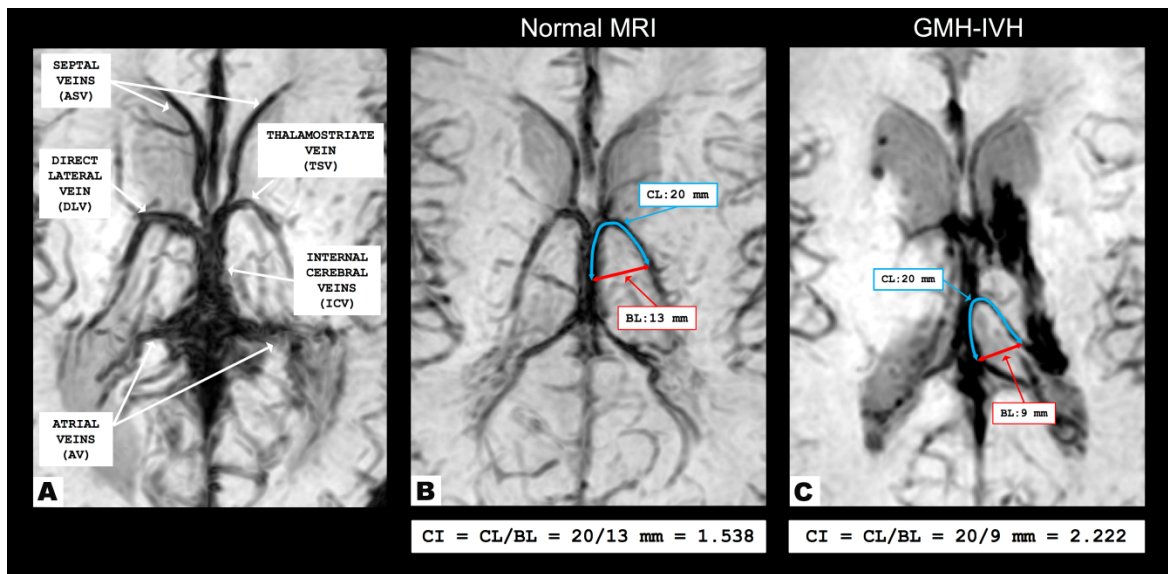 Normal MRI
GMH-IVH
SEPTAL
VEINS
(ASV)
THALAMOSTRIATE
VEIN
(TSV)
DIRECT
LATERAL
VEIN
(DLV)
INTERNAL
CEREBRAL
VEINS
(ICV)
ATRIAL
VEINS
(AV)
A
CL:20 mm
BL:13 mm
B
CL:20 mm
BL:9 mm
C
CI = CL/BL = 20/13 mm = 1.538
CI = CL/BL = 20/9 mm = 2.222